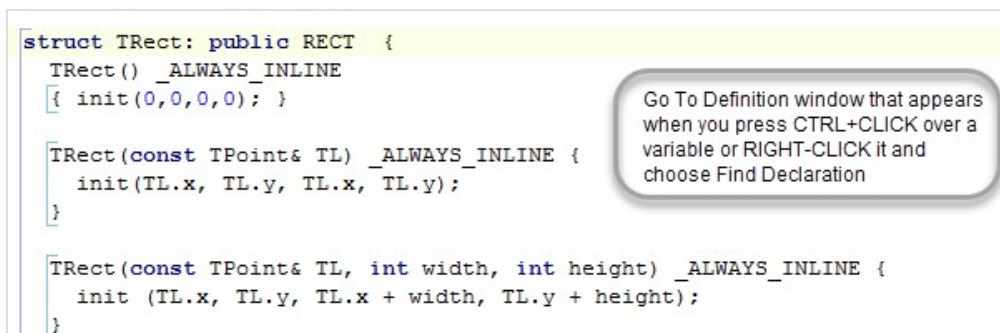 struct TRect: public RECT  {
  TRect() _ALWAYS_INLINE
  { init(0,0,0,0); }
  TRect(const TPoint& TL) _ALWAYS_INLINE {
    init(TL.x, TL.y, TL.x, TL.y);
  }
  TRect(const TPoint& TL, int width, int height) _ALWAYS_INLINE {
    init (TL.x, TL.y, TL.x + width, TL.y + height);
  }
Go To Definition window that appears
when you press CTRL+CLICK over a
variable or RIGHT-CLICK it and
choose Find Declaration